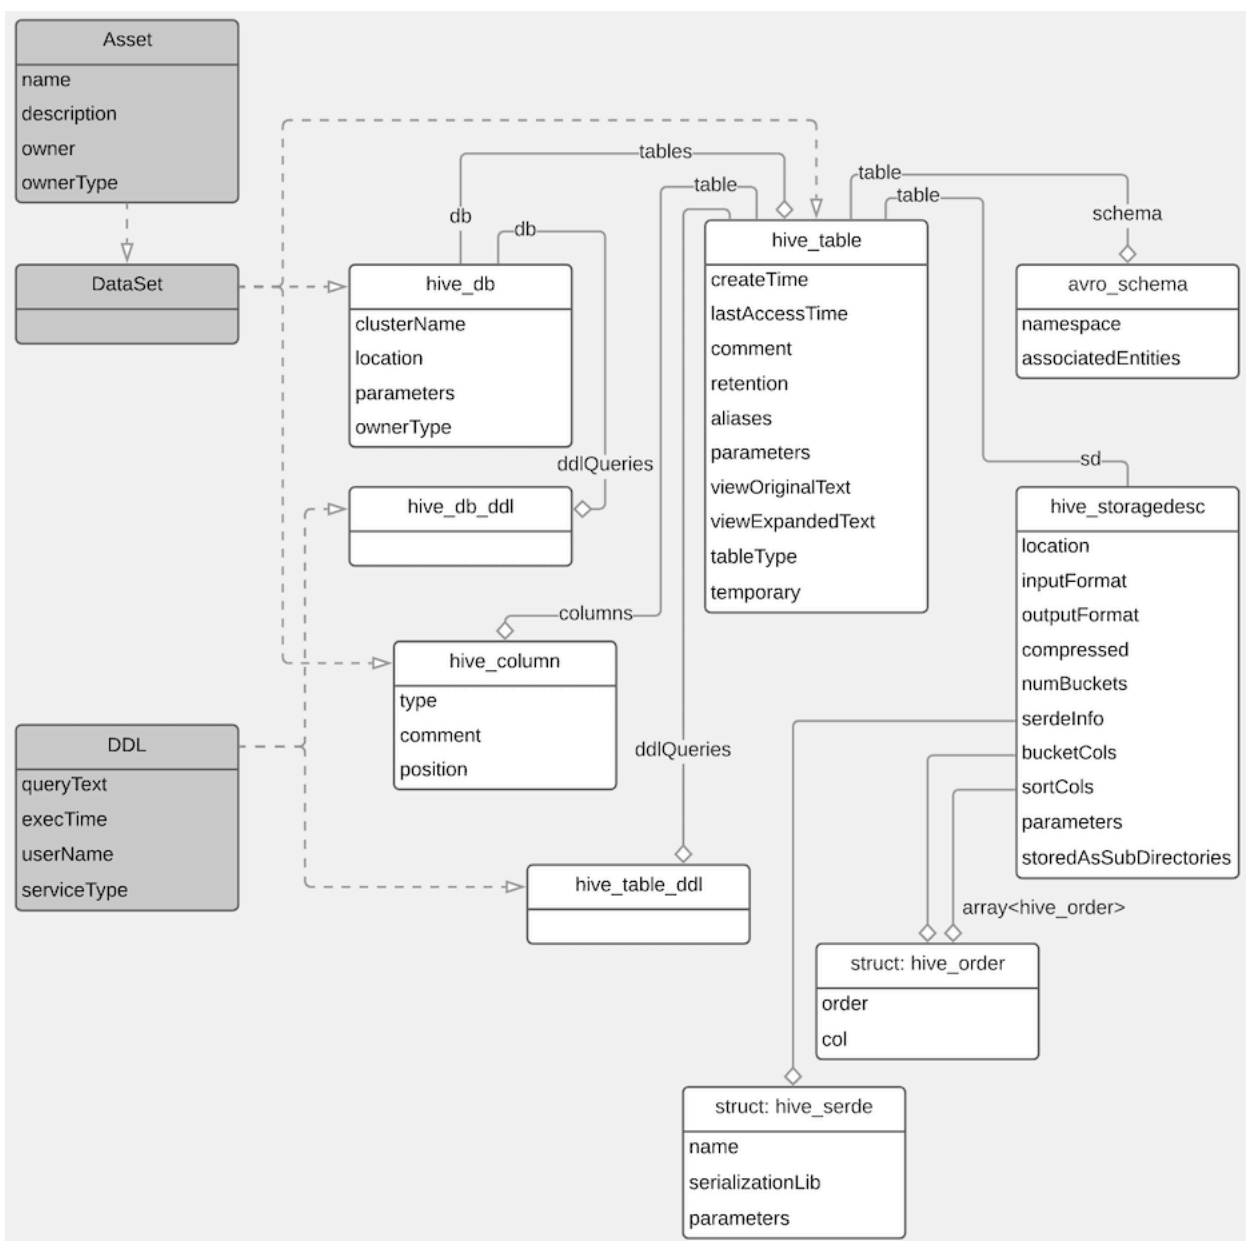 Asset
name
description
owner
ownerType
DataSet
tables
table
db
db
table
table
schema
hive_table
createTime
lastAccessTime
comment
retention
aliases
parameters
viewOriginalText
viewExpandedText
tableType
temporary
hive_db
clusterName
location
parameters
ownerType
avro_schema
namespace
associatedEntities
ddlQueries
sd
hive_db_ddl
hive_storagedesc
location
inputFormat
outputFormat
compressed
numBuckets
serdeInfo
bucketCols
sortCols
parameters
storedAsSubDirectories
columns
hive_column
type
comment
position
DDL
queryText
execTime
userName
serviceType
ddlQueries
hive_table_ddl
array<hive_order>
struct: hive_order
order
col
struct: hive_serde
name
serializationLib
parameters